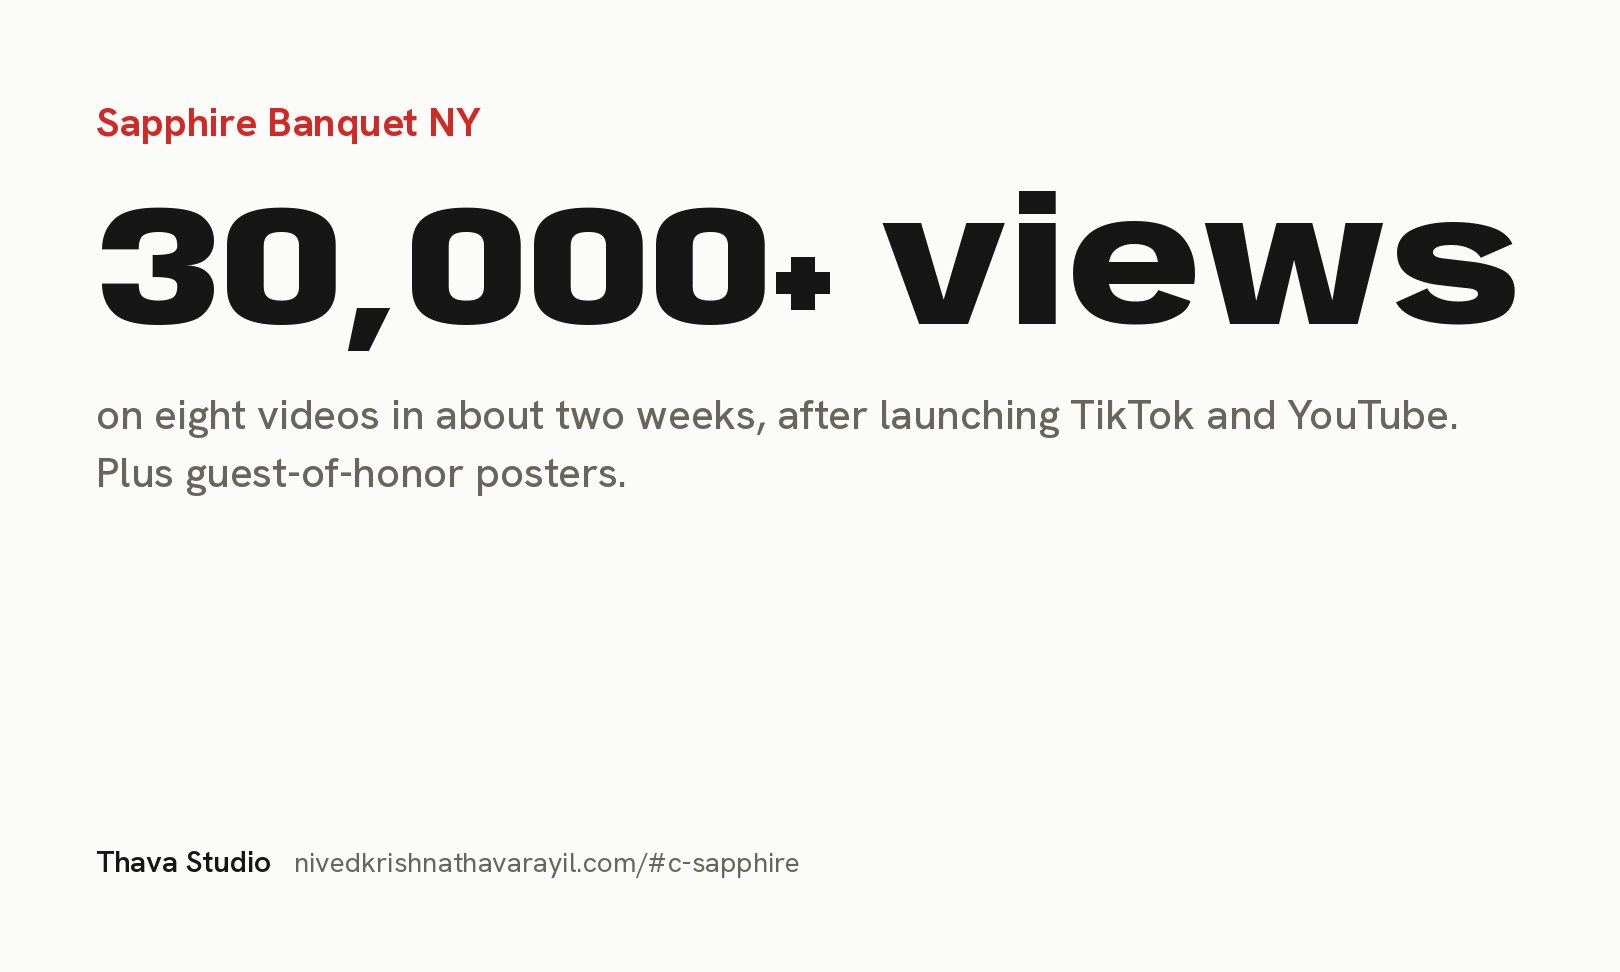 Sapphire Banquet NY
30,000+ views
on eight videos in about two weeks, after launching TikTok and YouTube.
Plus guest-of-honor posters.
Thava Studio nivedkrishnathavarayil.com/#c-sapphire